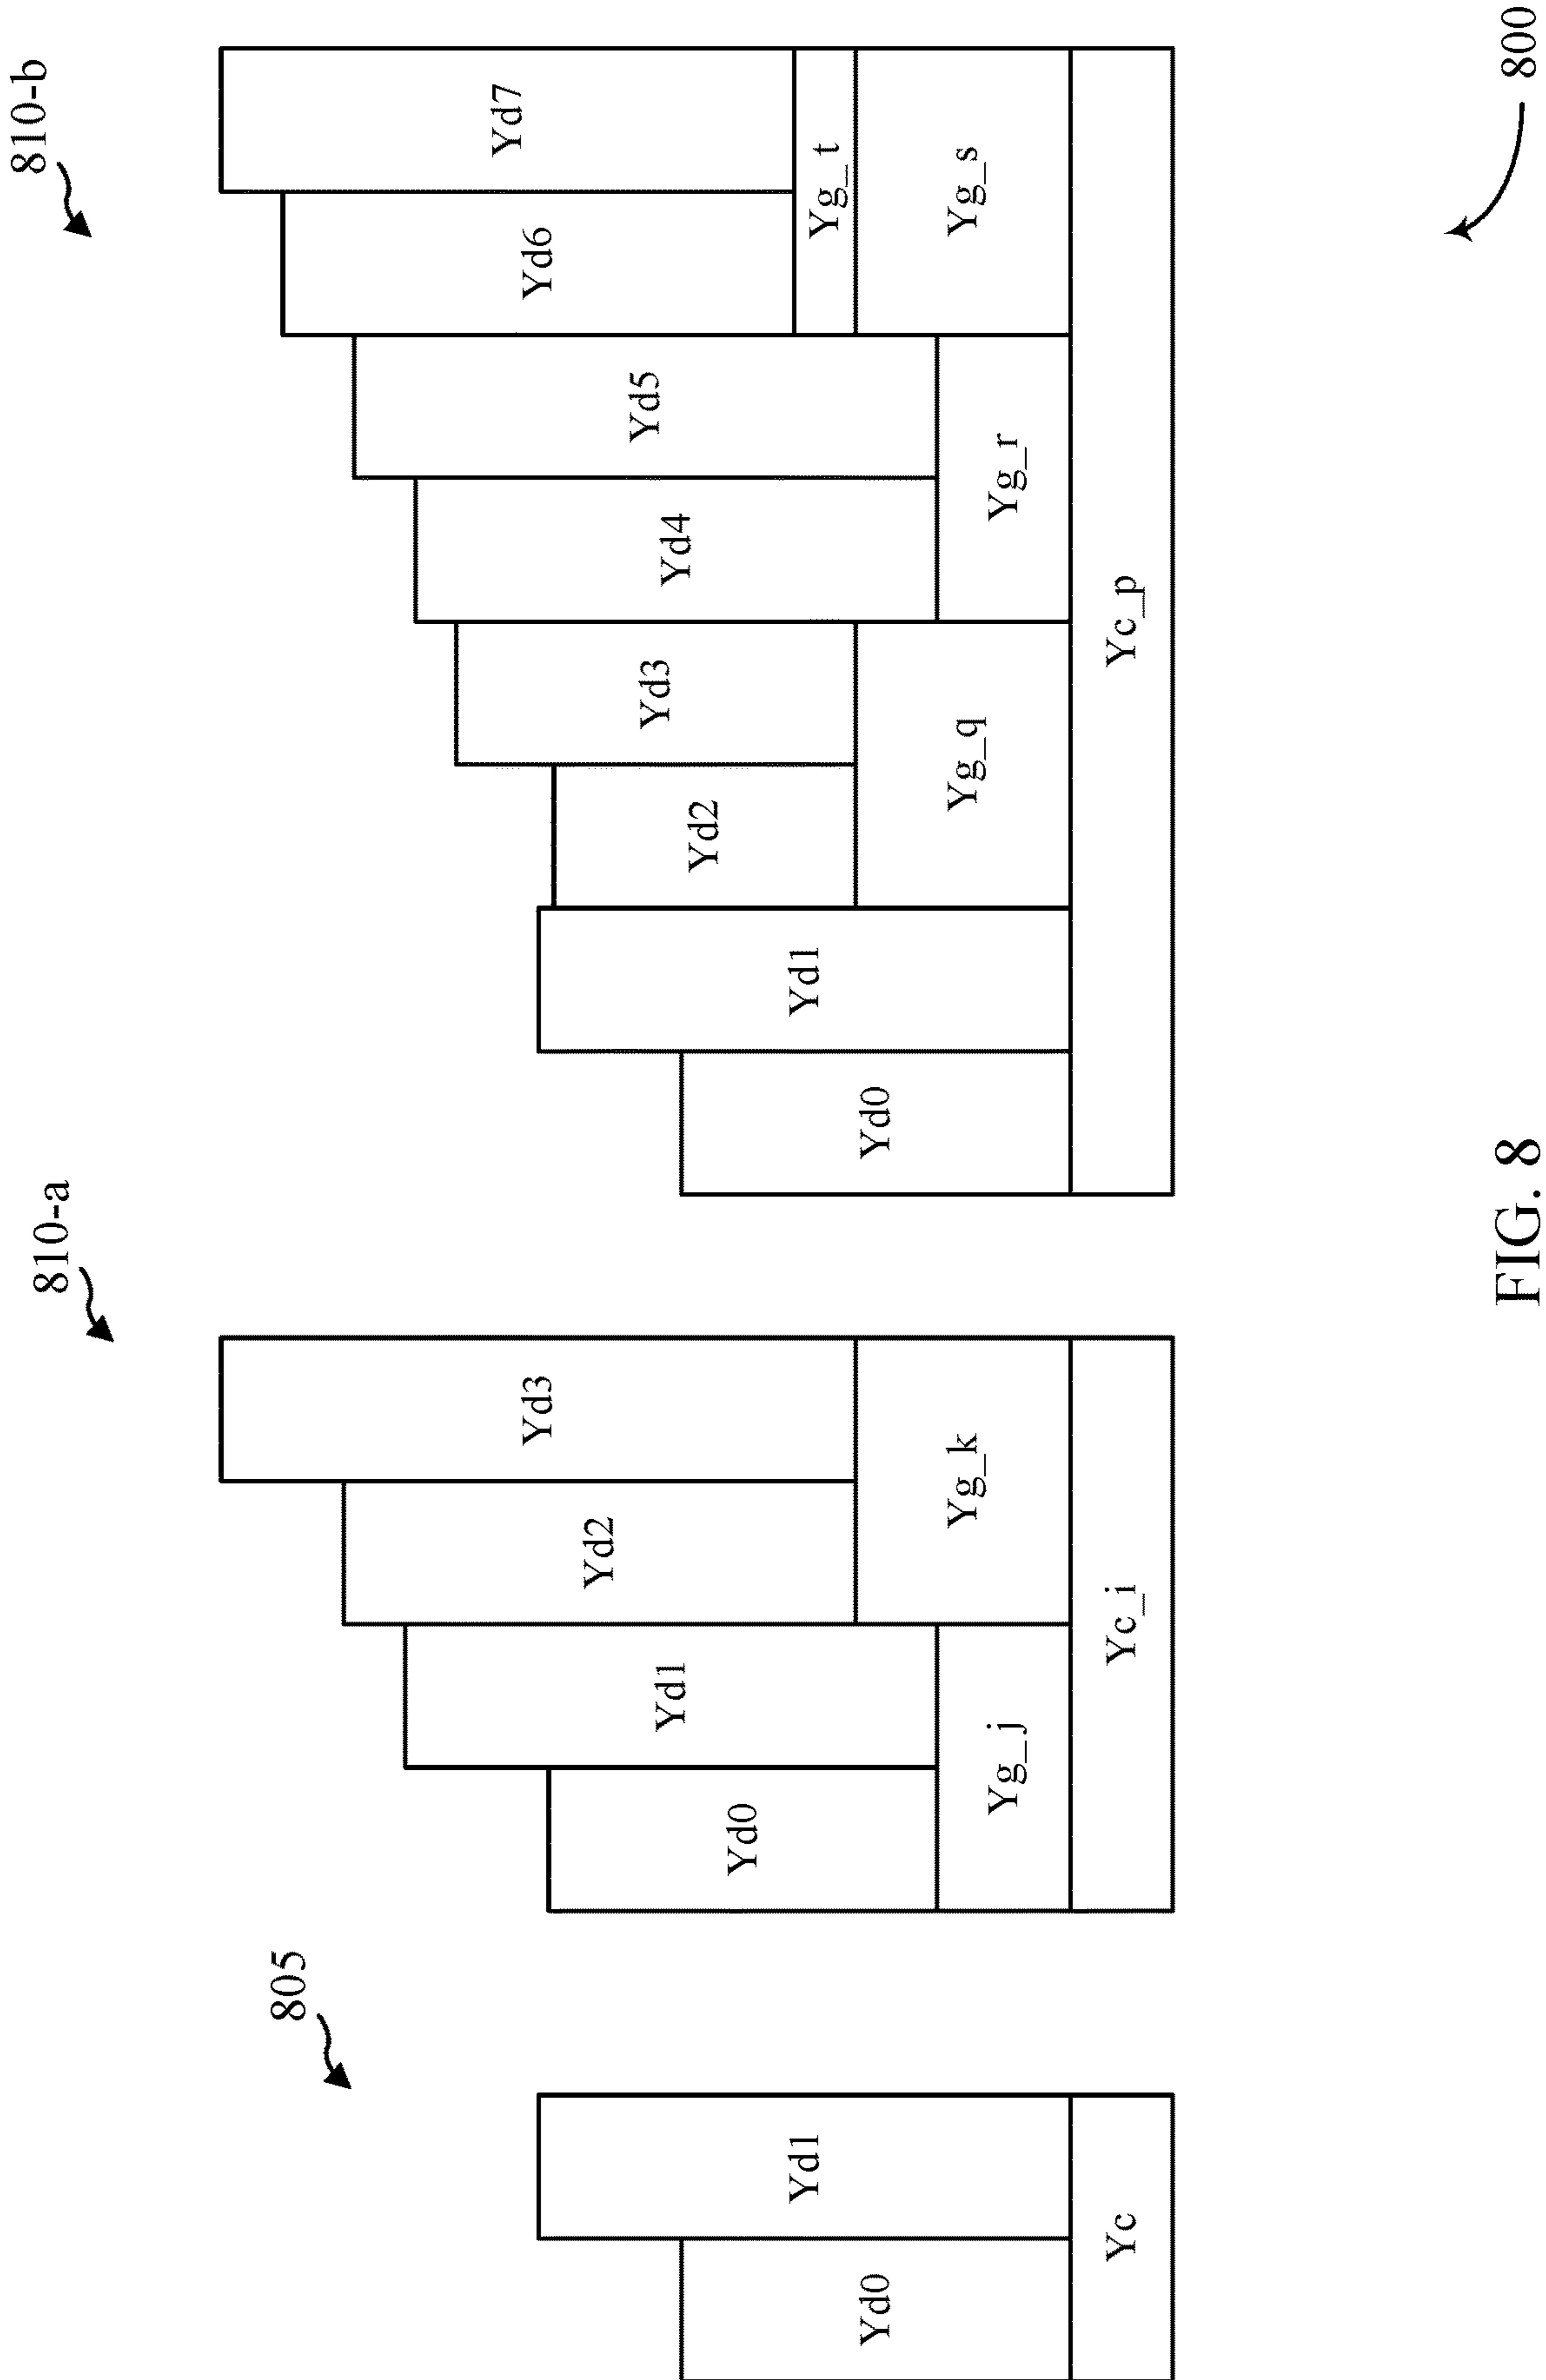 810-b
Yd7
Yd6
Yd5
Yd4
Yd3
Yd2
Yd1
Yd0
Yg_t
Yg_s
Yg_r
Yg_q
Yc_p
810-a
Yd3
Yd2
Yd1
Yd0
Yg_k
Yg_j
Yc_i
805
Yd1
Yd0
Yc
800
FIG. 8